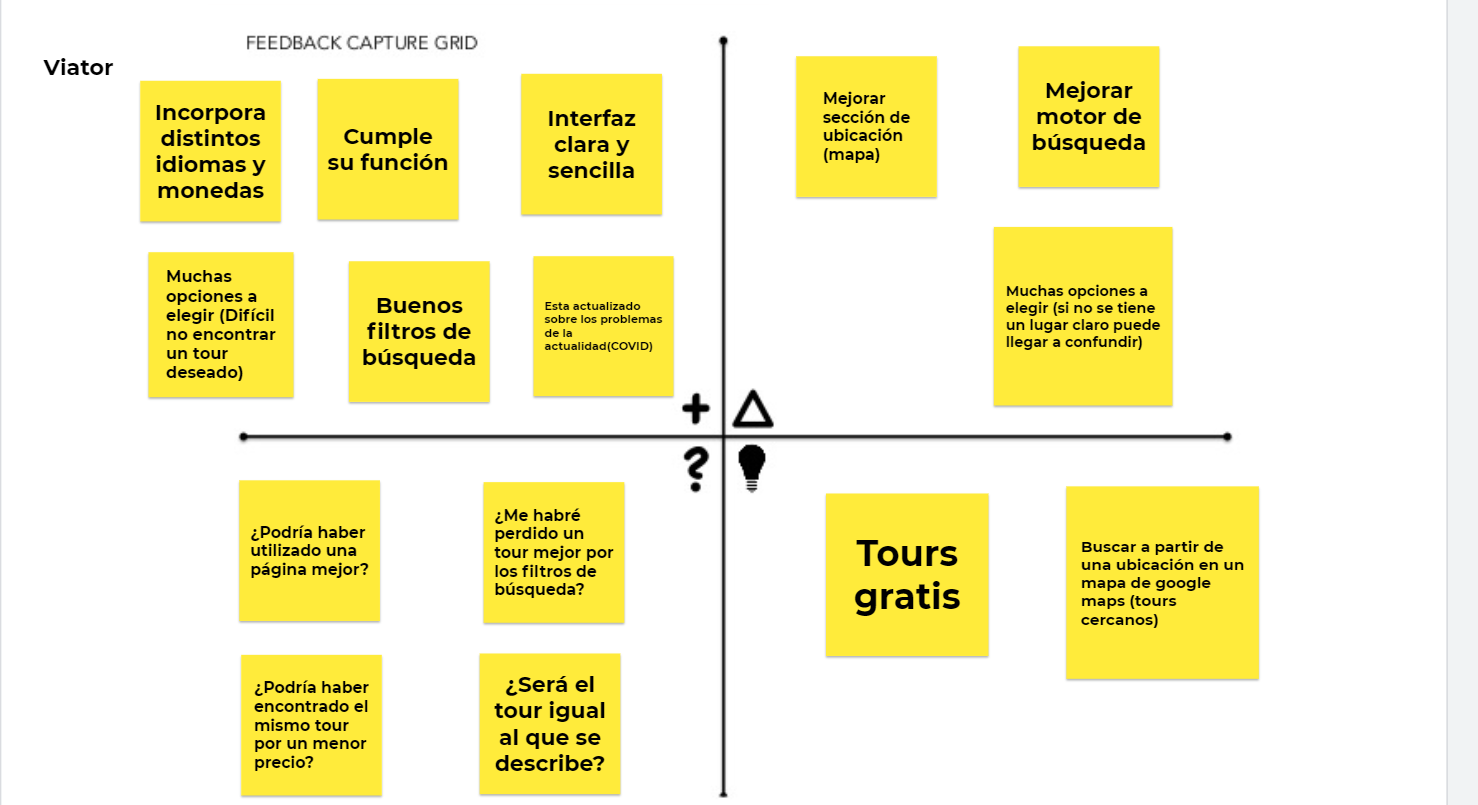 FEEDBACK CAPTURE GRID
Viator
Incorpora
distintos
idiomas y
monedas
Cumple
su función
Interfaz
clara y
sencilla
Mejorar
sección de
ubicación
(mapa)
Mejorar
motor de
búsqueda
Muchas
opciones a
elegir (Difícil
no encontrar
un tour
deseado)
Buenos
filtros de
búsqueda
Esta actualizado
sobre los problemas
de la
actualidad(COVID)
Muchas opciones a
elegir (si no se tiene
un lugar claro puede
llegar a confundir)
+
?
¿Podría haber
utilizado una
página mejor?
¿Me habré
perdido un
tour mejor por
los filtros de
búsqueda?
Tours
gratis
Buscar a partir de
una ubicación en un
mapa de google
maps (tours
cercanos)
¿Podría haber
encontrado el
mismo tour
por un menor
precio?
¿Será el
tour igual
al que se
describe?